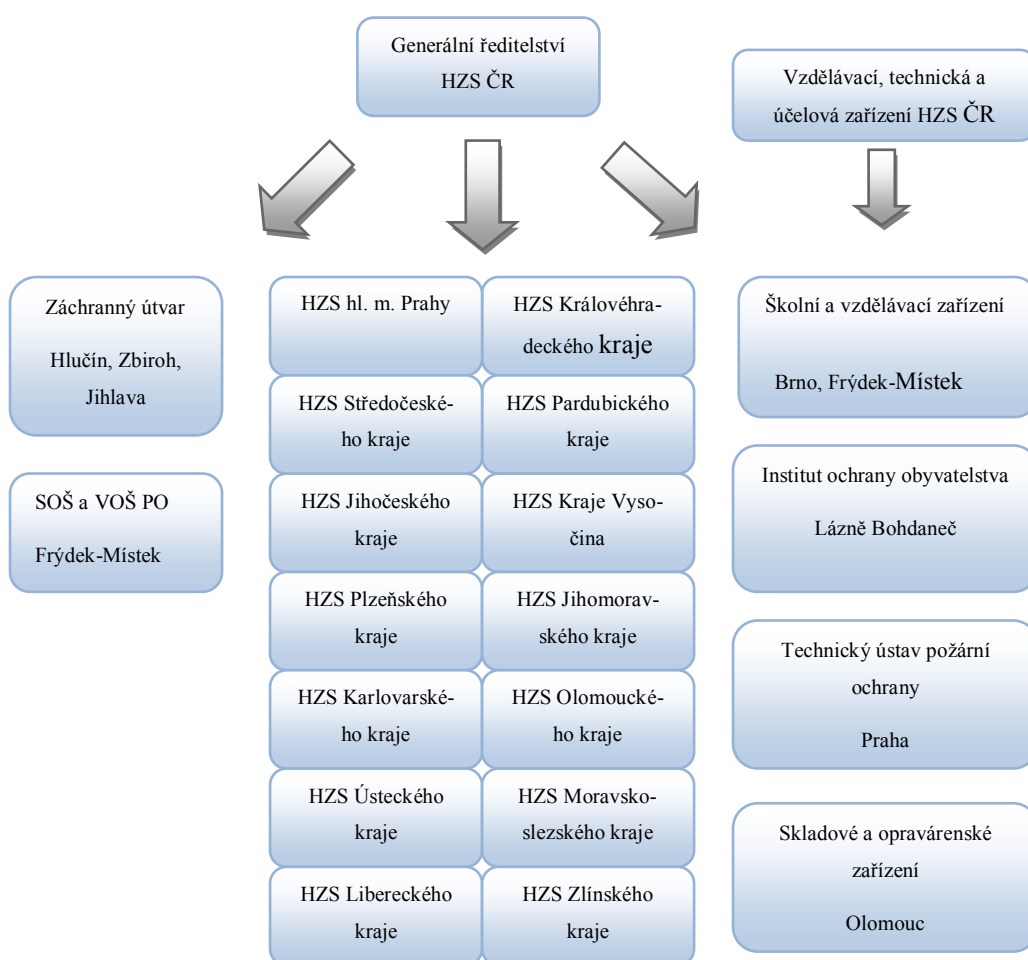 Generální ředitelství
HZS ČR
Vzdělávací, technická a
účelová zařízení HZS ČR
Záchranný útvar
Hlučín, Zbiroh,
Jihlava
SOŠ a VOŠ PO
Frýdek-Místek
HZS hl. m. Prahy
HZS Královéhra-
deckého kraje
HZS Středočeské-
ho kraje
HZS Pardubického
kraje
HZS Jihočeského
kraje
HZS Kraje Vyso-
čina
HZS Plzeňského
kraje
HZS Jihomorav-
ského kraje
HZS Karlovarské-
ho kraje
HZS Olomoucké-
ho kraje
HZS Ústeckého
kraje
HZS Moravsko-
slezského kraje
HZS Libereckého
kraje
HZS Zlínského
kraje
Školní a vzdělávací zařízení
Brno, Frýdek-Místek
Institut ochrany obyvatelstva
Lázně Bohdaneč
Technický ústav požární
ochrany
Praha
Skladové a opravárenské
zařízení
Olomouc